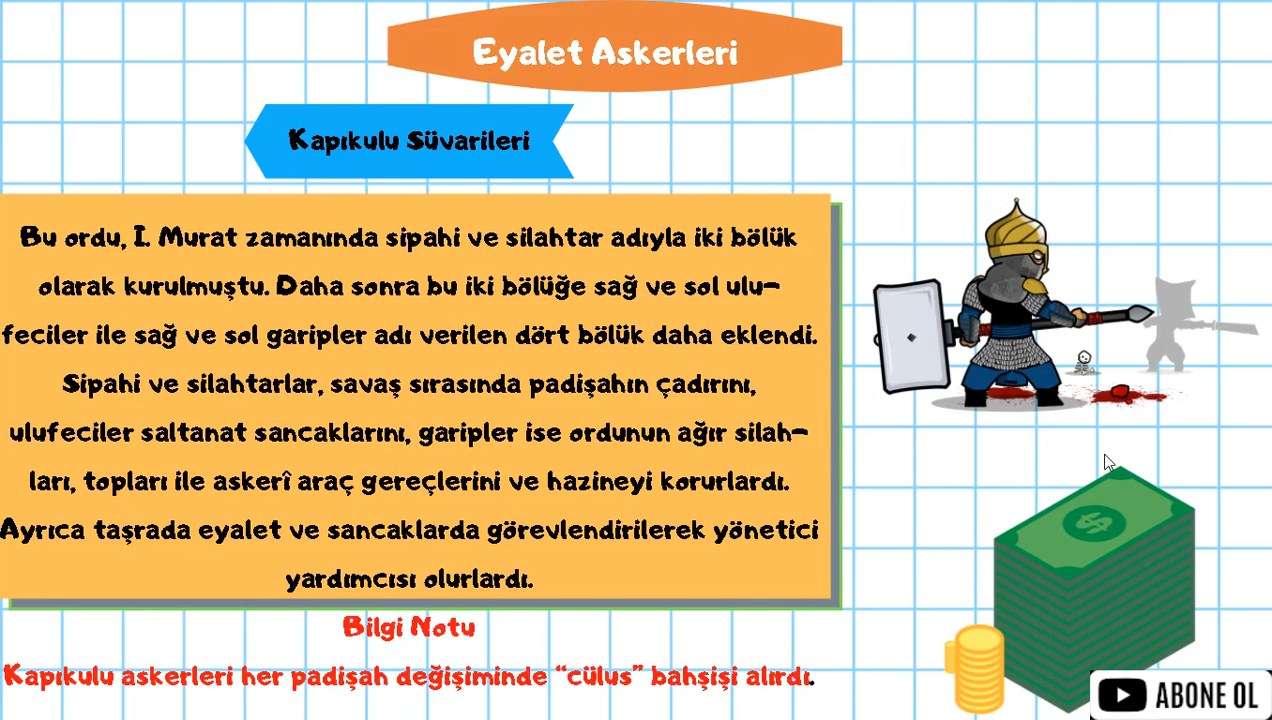 Eyalet Askerleri
Kapıkulu Süvarileri
Bu ordu, I. Murat zamanında sipahi ve silahtar adıyla iki bölük
olarak kurulmuştu. Daha sonra bu iki bölüğe sağ ve sol ulu-
feciler ile sağ ve sol garipler adı verilen dört bölük daha eklendi.
Sipahi ve silahtarlar, savaş sırasında padişahın çadırını,
ulufeciler saltanat sancaklarını, garipler ise ordunun ağır silah-
ları, topları ile askerî araç gereçlerini ve hazineyi korurlardı.
Ayrıca taşrada eyalet ve sancaklarda görevlendirilerek yönetici
yardımcısı olurlardı.
Bilgi Notu
Kapıkulu askerleri her padişah değişiminde “cülus” bahşişi alırdı.
ABONE OL